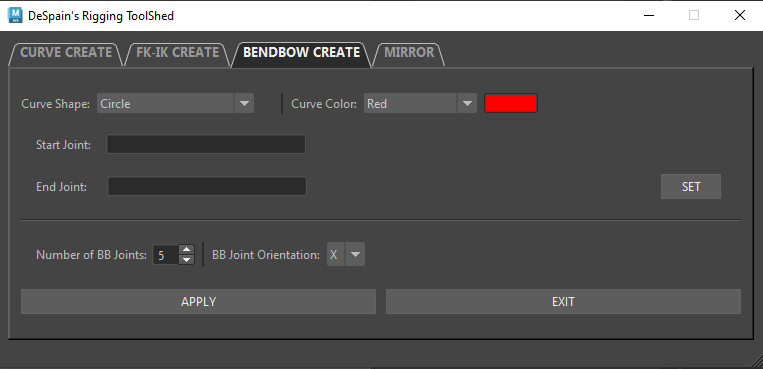 DeSpain's Rigging ToolShed
CURVE CREATE FK-IK CREATE BENDBOW CREATE MIRROR
Curve Shape: Circle Curve Color: Red
Start Joint:
End Joint: SET
Number of BB Joints: 5 BB Joint Orientation: X
APPLY EXIT